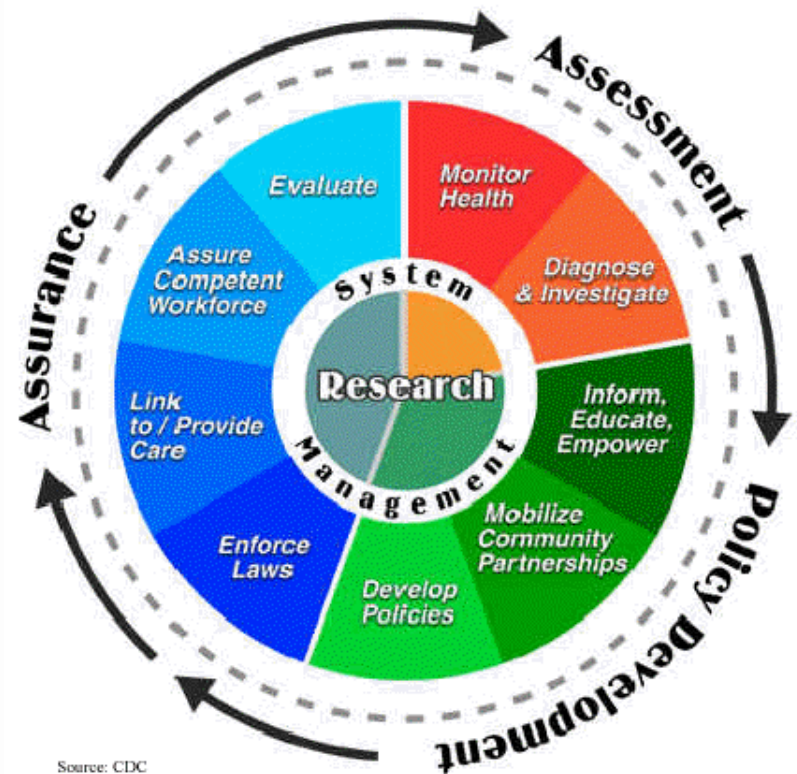 Assessment
Policy Development
Assurance
Monitor
Health
Diagnose
& Investigate
Inform,
Educate,
Empower
Mobilize
Community
Partnerships
Develop
Policies
Enforce
Laws
Link
to / Provide
Care
Assure
Competent
Workforce
Evaluate
System
Management
Research
Source: CDC